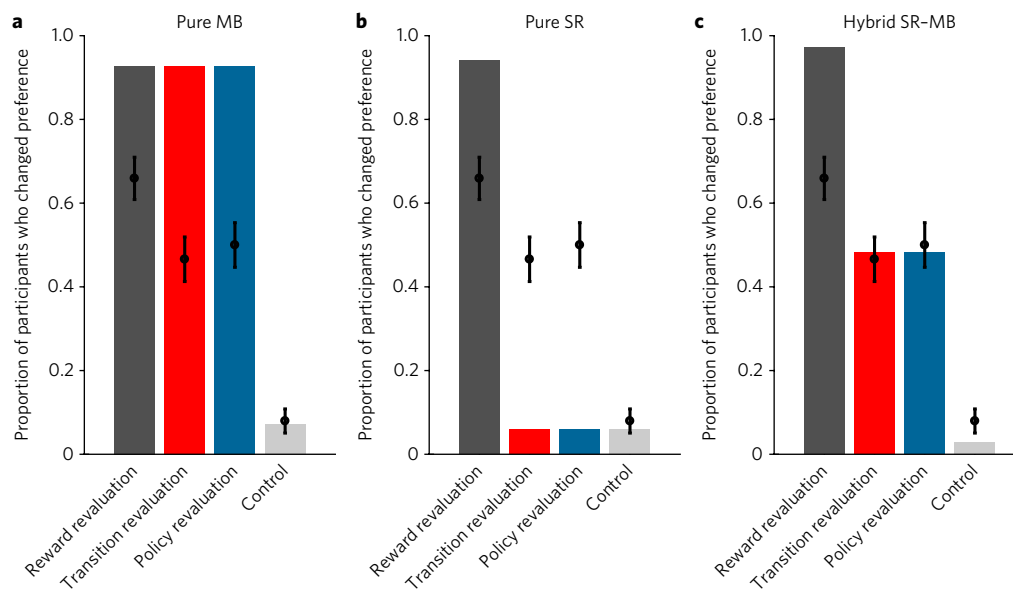 a
Pure MB
Proportion of participants who changed preference
1.0
0.8
0.6
0.4
0.2
0
Reward revaluation
Transition revaluation
Policy revaluation
Control
b
Pure SR
Proportion of participants who changed preference
1.0
0.8
0.6
0.4
0.2
0
Reward revaluation
Transition revaluation
Policy revaluation
Control
c
Hybrid SR–MB
Proportion of participants who changed preference
1.0
0.8
0.6
0.4
0.2
0
Reward revaluation
Transition revaluation
Policy revaluation
Control